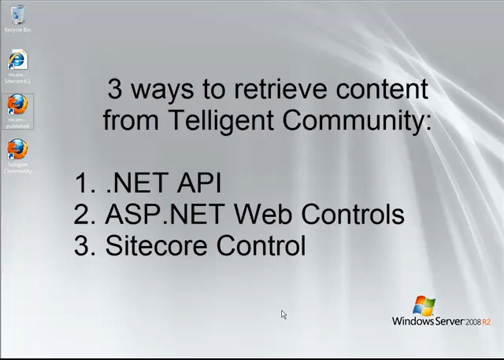 Recycle Bin
3 ways to retrieve content
from Telligent Community:
1. .NET API
2. ASP.NET Web Controls
3. Sitecore Control
published
Telligent
Community
Windows Server 2008 R2